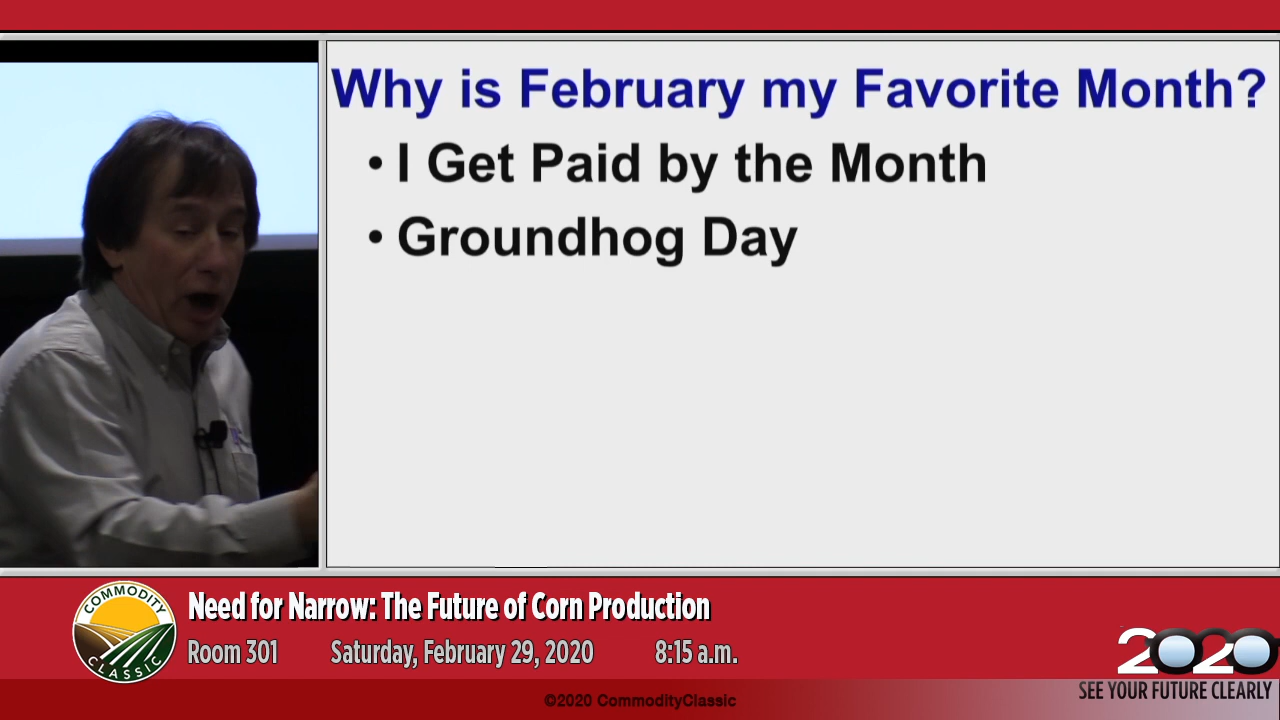 Why is February my Favorite Month?
• I Get Paid by the Month
• Groundhog Day
COMMODITY
CLASSIC
Need for Narrow: The Future of Corn Production
Room 301 Saturday, February 29, 2020 8:15 a.m.
2020
SEE YOUR FUTURE CLEARLY
©2020 CommodityClassic